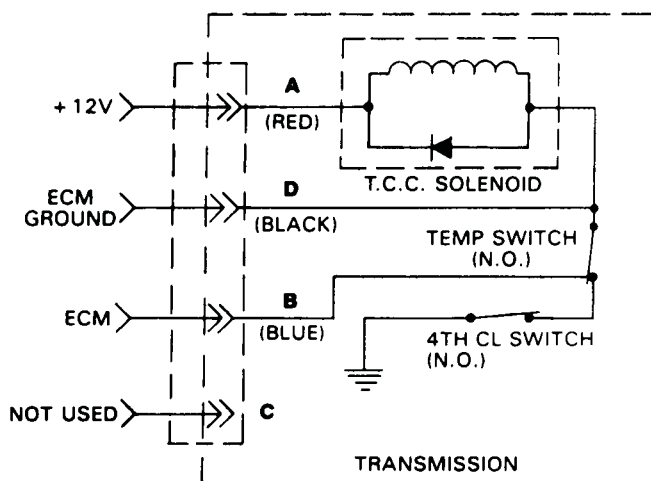 + 12V
A
(RED)
T.C.C. SOLENOID
ECM
GROUND
D
(BLACK)
TEMP SWITCH
(N.O.)
ECM
B
(BLUE)
4TH CL SWITCH
(N.O.)
NOT USED
C
TRANSMISSION